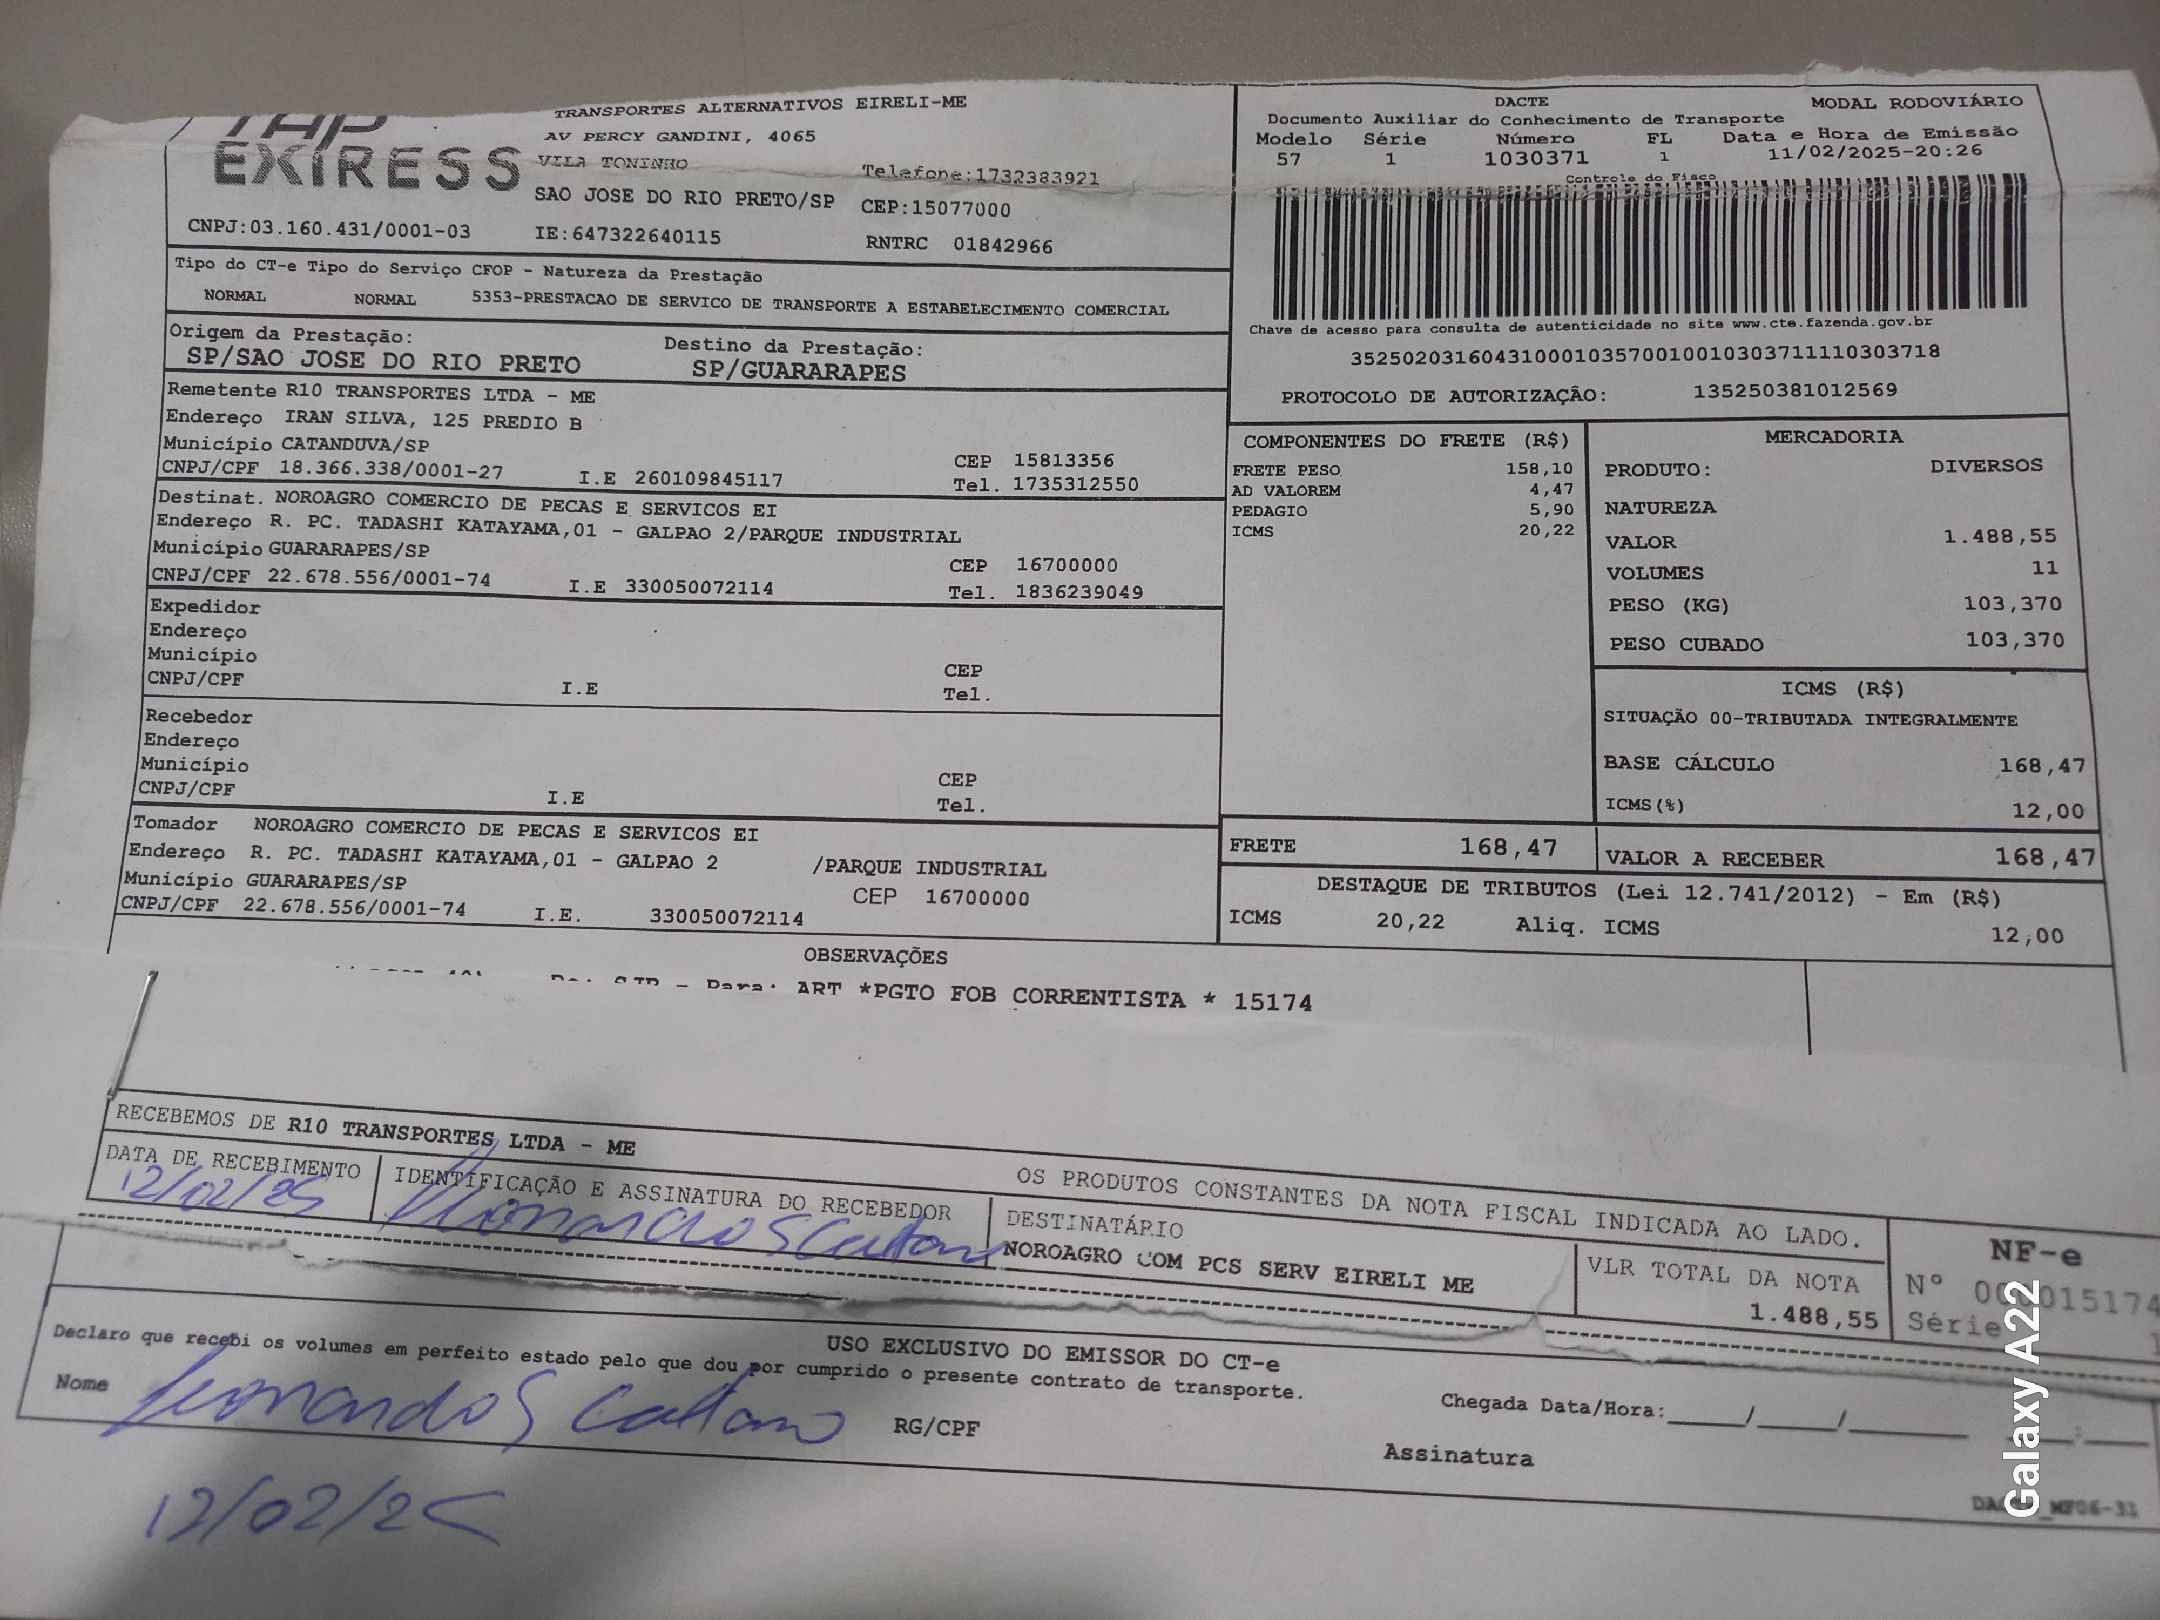 EXPRESS
TRANSPORTES ALTERNATIVOS EIRELI-ME
AV PERCY GANDINI, 4065
VILA TONINHO Telefone:1732383921
SAO JOSE DO RIO PRETO/SP CEP:15077000
CNPJ:03.160.431/0001-03 IE:647322640115 RNTRC 01842966
DACTE MODAL RODOVIÁRIO
Documento Auxiliar do Conhecimento de Transporte
Modelo Série Número FL Data e Hora de Emissão
57 1 1030371 1 11/02/2025-20:26
Controle do Fisco
Chave de acesso para consulta de autenticidade no site www.cte.fazenda.gov.br
35250203160431000103570010010303711110303718
PROTOCOLO DE AUTORIZAÇÃO: 135250381012569
Tipo do CT-e Tipo do Serviço CFOP - Natureza da Prestação
NORMAL NORMAL 5353-PRESTACAO DE SERVICO DE TRANSPORTE A ESTABELECIMENTO COMERCIAL
Origem da Prestação: Destino da Prestação:
SP/SAO JOSE DO RIO PRETO SP/GUARARAPES
Remetente R10 TRANSPORTES LTDA - ME
Endereço IRAN SILVA, 125 PREDIO B
Município CATANDUVA/SP CEP 15813356
CNPJ/CPF 18.366.338/0001-27 I.E 260109845117 Tel. 1735312550
Destinat. NOROAGRO COMERCIO DE PECAS E SERVICOS EI
Endereço R. PC. TADASHI KATAYAMA,01 - GALPAO 2/PARQUE INDUSTRIAL
Município GUARARAPES/SP CEP 16700000
CNPJ/CPF 22.678.556/0001-74 I.E 330050072114 Tel. 1836239049
Expedidor
Endereço
Município CEP
CNPJ/CPF I.E Tel.
Recebedor
Endereço
Município CEP
CNPJ/CPF I.E Tel.
Tomador NOROAGRO COMERCIO DE PECAS E SERVICOS EI
Endereço R. PC. TADASHI KATAYAMA,01 - GALPAO 2 /PARQUE INDUSTRIAL
Município GUARARAPES/SP CEP 16700000
CNPJ/CPF 22.678.556/0001-74 I.E. 330050072114
COMPONENTES DO FRETE (R$)
FRETE PESO 158,10
AD VALOREM 4,47
PEDAGIO 5,90
ICMS 20,22
MERCADORIA
PRODUTO: DIVERSOS
NATUREZA
VALOR 1.488,55
VOLUMES 11
PESO (KG) 103,370
PESO CUBADO 103,370
ICMS (R$)
SITUAÇÃO 00-TRIBUTADA INTEGRALMENTE
BASE CÁLCULO 168,47
ICMS(%) 12,00
FRETE 168,47 VALOR A RECEBER 168,47
DESTAQUE DE TRIBUTOS (Lei 12.741/2012) - Em (R$)
ICMS 20,22 Aliq. ICMS 12,00
OBSERVAÇÕES
- Para: ART *PGTO FOB CORRENTISTA * 15174
RECEBEMOS DE R10 TRANSPORTES LTDA - ME OS PRODUTOS CONSTANTES DA NOTA FISCAL INDICADA AO LADO.
DATA DE RECEBIMENTO IDENTIFICAÇÃO E ASSINATURA DO RECEBEDOR DESTINATÁRIO VLR TOTAL DA NOTA
12/02/25 NOROAGRO COM PCS SERV EIRELI ME 1.488,55
NF-e
Nº 000015174
Série 1
USO EXCLUSIVO DO EMISSOR DO CT-e
Declaro que recebi os volumes em perfeito estado pelo que dou por cumprido o presente contrato de transporte.
Nome RG/CPF Chegada Data/Hora:_____/_____/________ ____:____
Assinatura
12/02/25
Galaxy A22